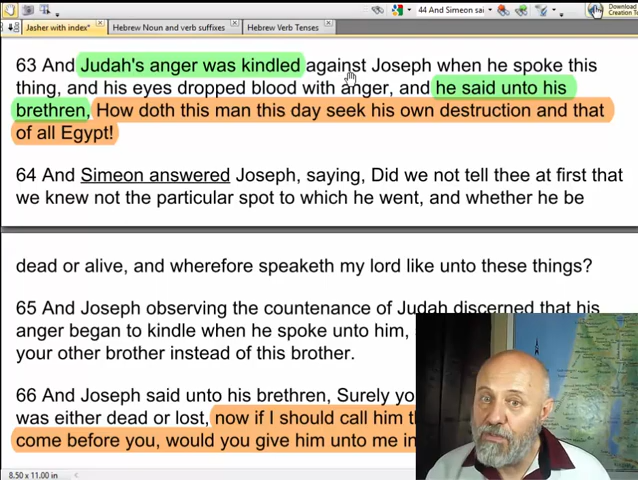 44 And Simeon sai
Download
Creation T
Jasher with index*
Hebrew Noun and verb suffixes
Hebrew Verb Tenses
63 And Judah's anger was kindled against Joseph when he spoke this
thing, and his eyes dropped blood with anger, and he said unto his
brethren, How doth this man this day seek his own destruction and that
of all Egypt!
64 And Simeon answered Joseph, saying, Did we not tell thee at first that
we knew not the particular spot to which he went, and whether he be
dead or alive, and wherefore speaketh my lord like unto these things?
65 And Joseph observing the countenance of Judah discerned that his
anger began to kindle when he spoke unto him,
your other brother instead of this brother.
66 And Joseph said unto his brethren, Surely yo
was either dead or lost, now if I should call him th
come before you, would you give him unto me in
8.50 x 11.00 in